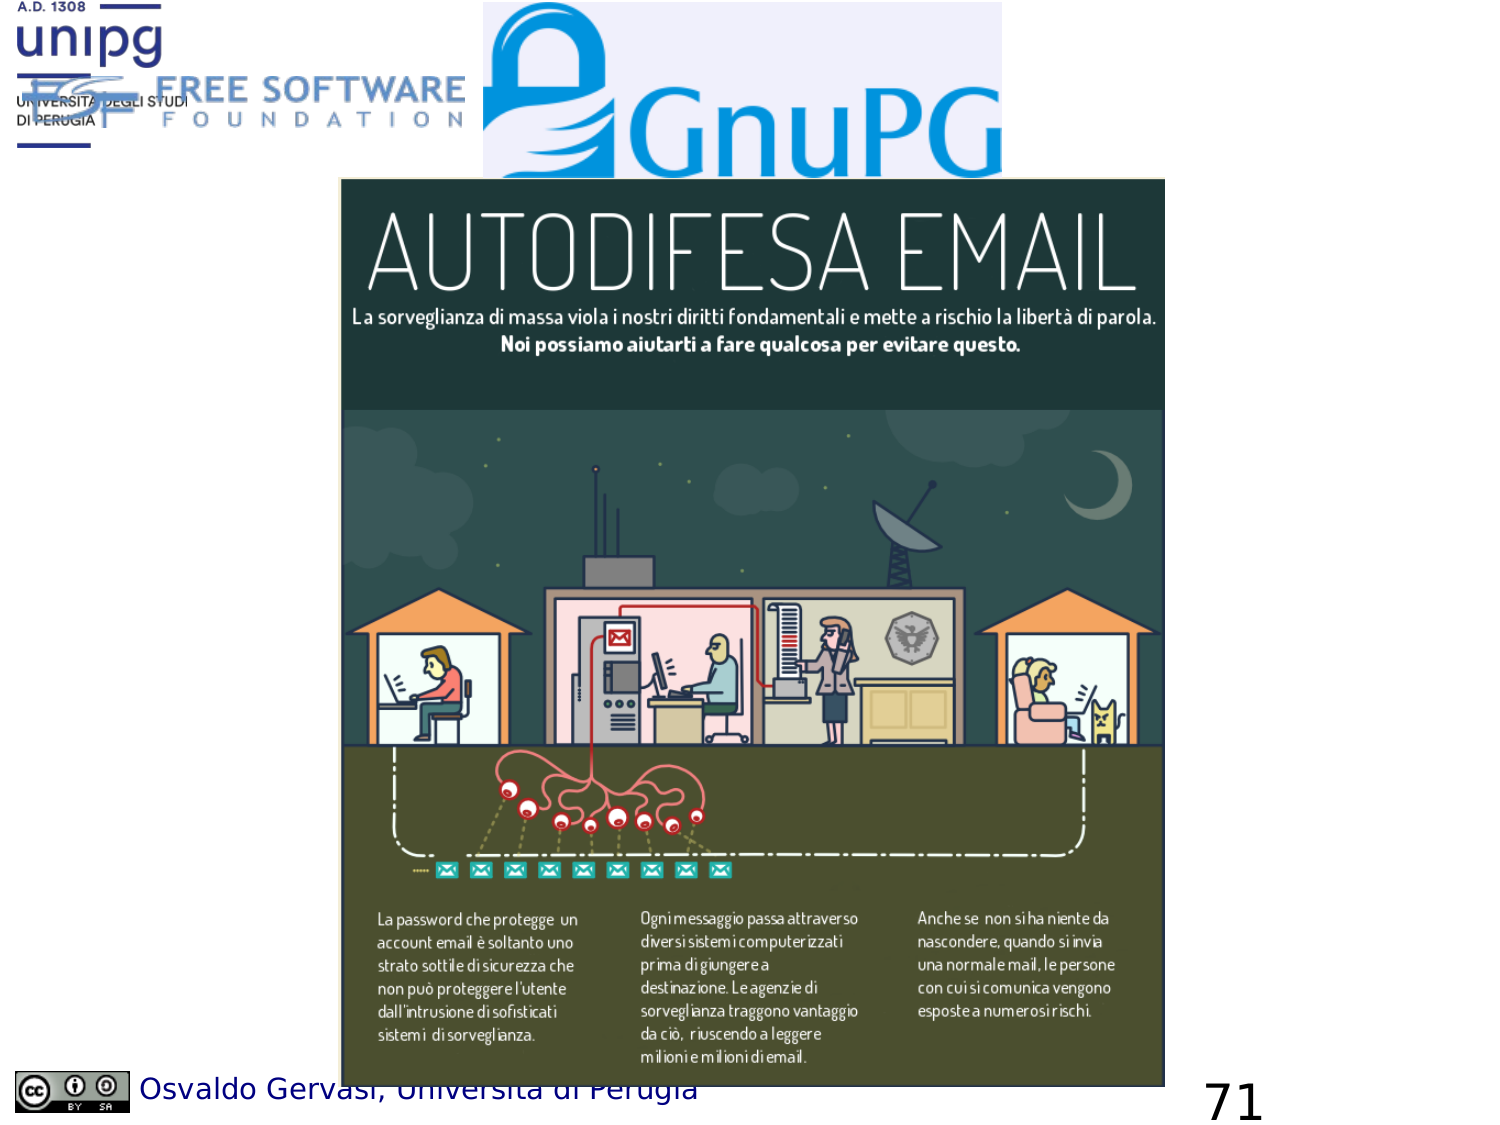 A.D. 1308
unipg
UNIVERSITÀ DEGLI STUDI
DI PERUGIA
FREE SOFTWARE
FOUNDATION
GnuPG
AUTODIFESA EMAIL
La sorveglianza di massa viola i nostri diritti fondamentali e mette a rischio la libertà di parola.
Noi possiamo aiutarti a fare qualcosa per evitare questo.
La password che protegge un
account email è soltanto uno
strato sottile di sicurezza che
non può proteggere l'utente
dall'intrusione di sofisticati
sistemi di sorveglianza.
Ogni messaggio passa attraverso
diversi sistemi computerizzati
prima di giungere a
destinazione. Le agenzie di
sorveglianza traggono vantaggio
da ciò, riuscendo a leggere
milioni e milioni di email.
Anche se non si ha niente da
nascondere, quando si invia
una normale mail, le persone
con cui si comunica vengono
esposte a numerosi rischi.
cc BY SA
Osvaldo Gervasi, Università di Perugia
71